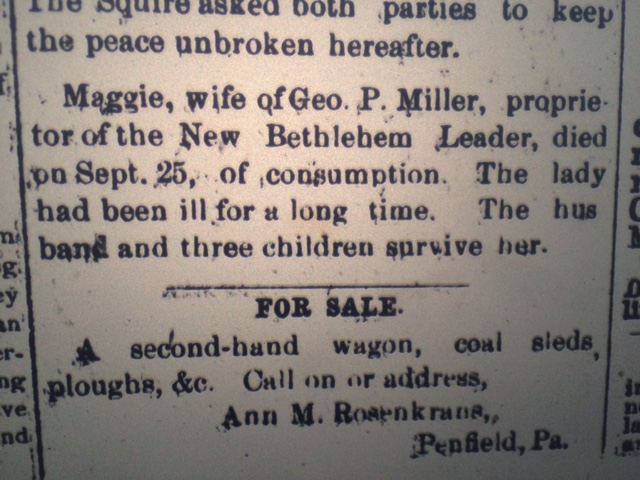 The Squire asked both parties to keep
the peace unbroken hereafter.
Maggie, wife of Geo. P. Miller, proprie-
tor of the New Bethlehem Leader, died
on Sept. 25, of consumption. The lady
had been ill for a long time. The hus
band and three children survive her.
FOR SALE.
A second-hand wagon, coal sleds,
ploughs, &c. Call on or address,
Ann M. Rosenkrans,
Penfield, Pa.